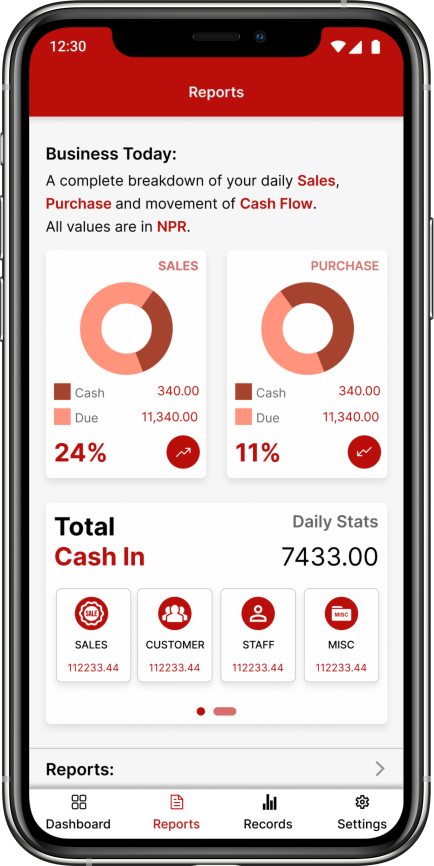 12:30
Reports
Business Today:
A complete breakdown of your daily Sales,
Purchase and movement of Cash Flow.
All values are in NPR.
SALES
Cash 340.00
Due 11,340.00
24%
PURCHASE
Cash 340.00
Due 11,340.00
11%
Total Daily Stats
Cash In 7433.00
SALE MISC
SALES CUSTOMER STAFF MISC
112233.44 112233.44 112233.44 112233.44
Reports:
Dashboard Reports Records Settings